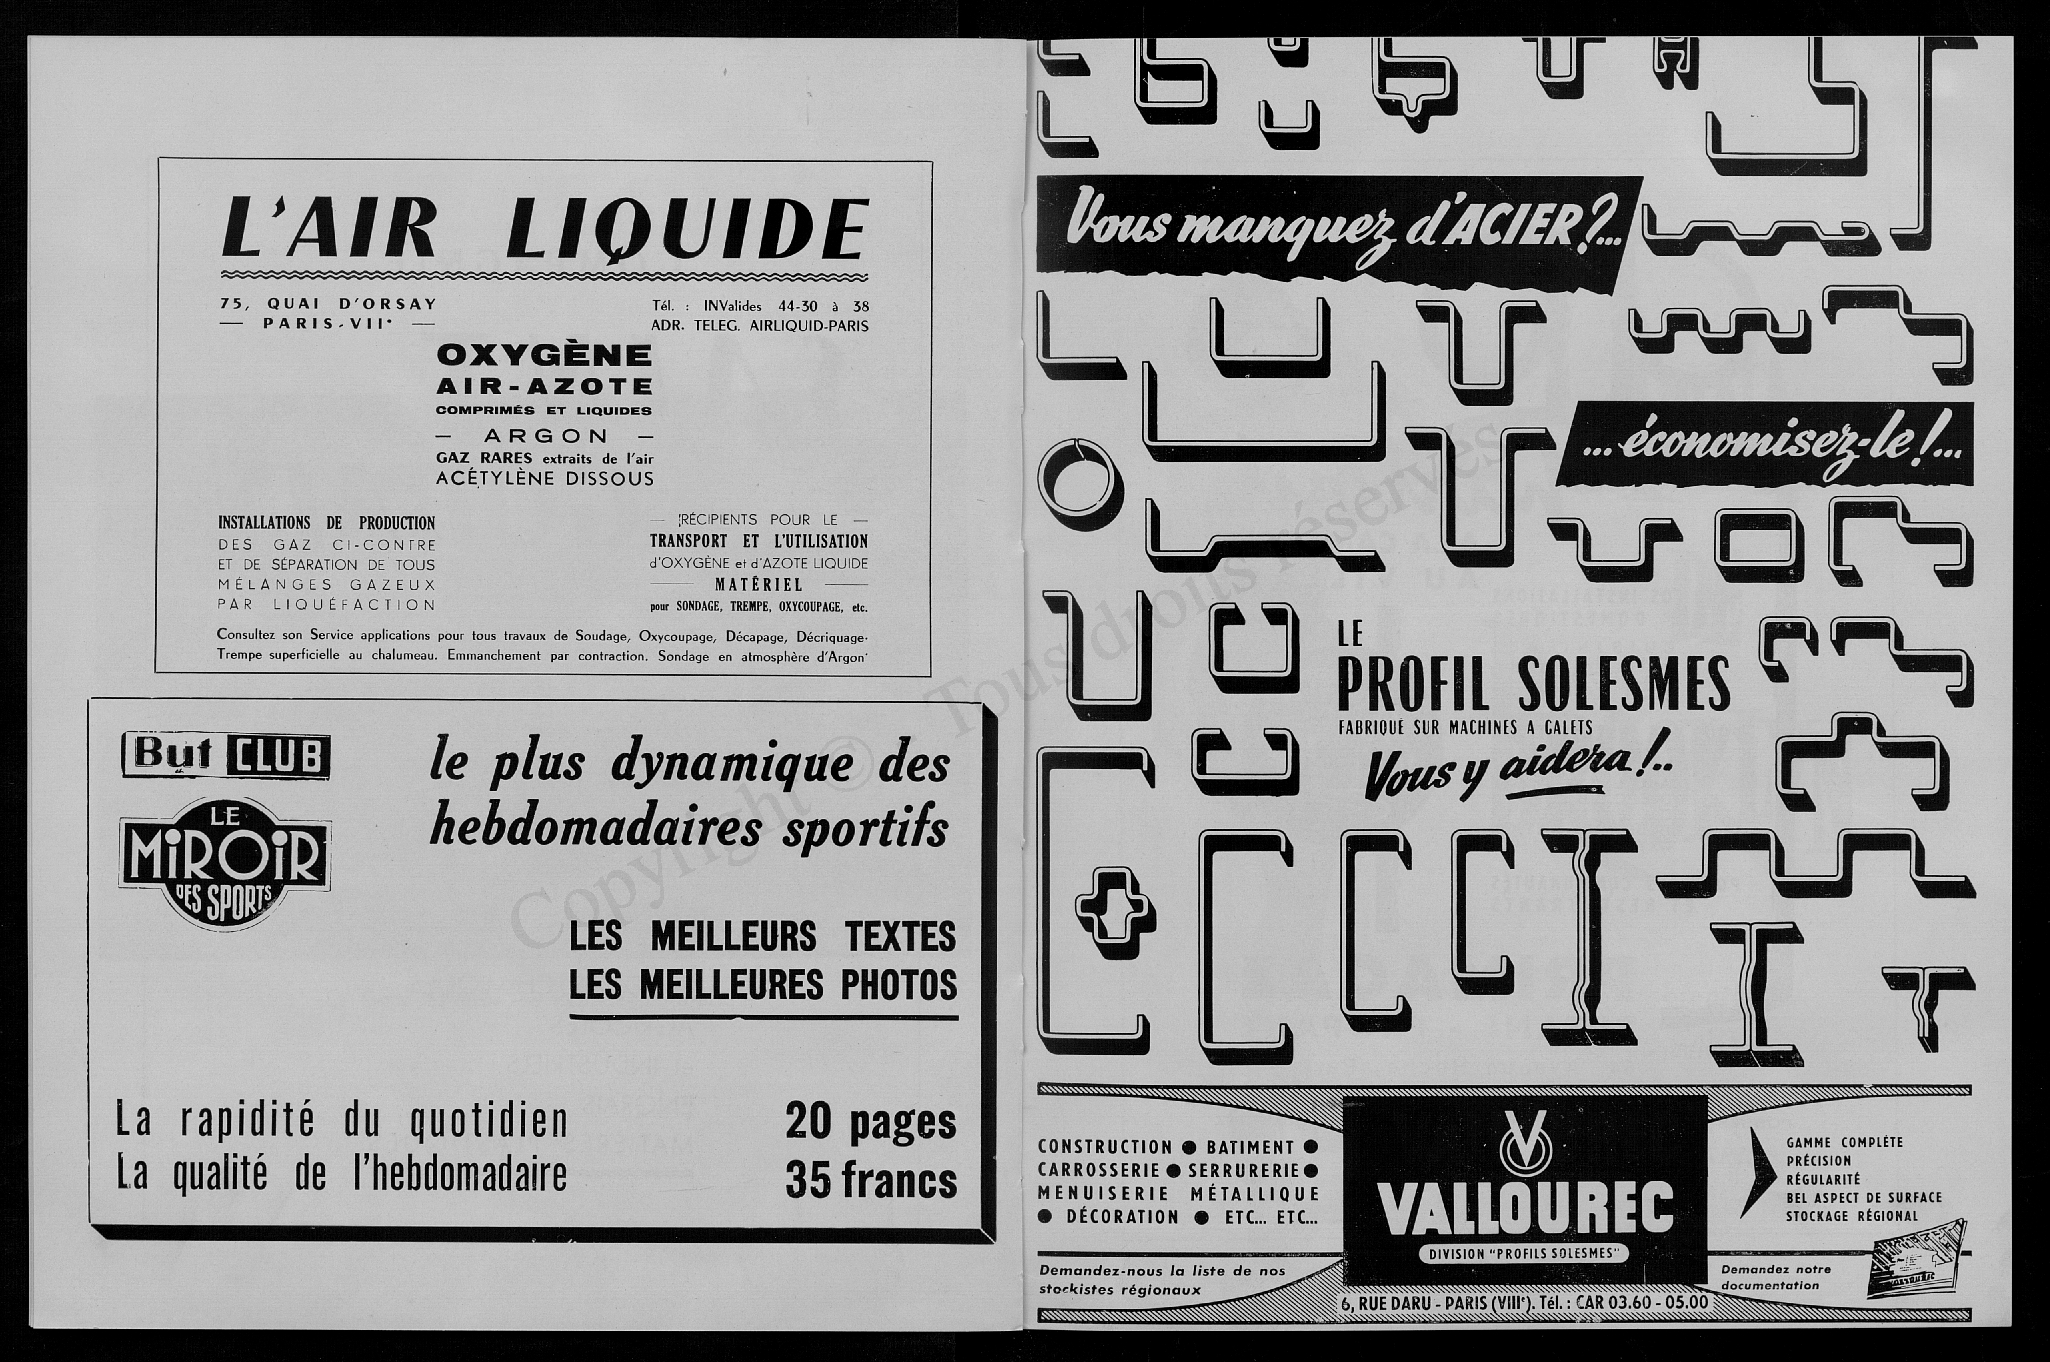 L'AIR LIQUIDE
75, QUAI D'ORSAY
— PARIS-VIIe —
Tél. : INValides 44-30 à 38
ADR. TELEG. AIRLIQUID-PARIS
OXYGÈNE
AIR-AZOTE
COMPRIMÉS ET LIQUIDES
— ARGON —
GAZ RARES extraits de l'air
ACÉTYLÈNE DISSOUS
INSTALLATIONS DE PRODUCTION
DES GAZ CI-CONTRE
ET DE SÉPARATION DE TOUS
MÉLANGES GAZEUX
PAR LIQUÉFACTION
— RÉCIPIENTS POUR LE —
TRANSPORT ET L'UTILISATION
d'OXYGÈNE et d'AZOTE LIQUIDE
— MATÉRIEL —
pour SONDAGE, TREMPE, OXYCOUPAGE, etc.
Consultez son Service applications pour tous travaux de Soudage, Oxycoupage, Décapage, Décriquage-
Trempe superficielle au chalumeau. Emmanchement par contraction. Sondage en atmosphère d'Argon.
But CLUB
LE
MiROiR
DES SPORTS
le plus dynamique des
hebdomadaires sportifs
LES MEILLEURS TEXTES
LES MEILLEURES PHOTOS
La rapidité du quotidien
La qualité de l'hebdomadaire
20 pages
35 francs
Vous manquez d'ACIER?...
...économisez-le!...
LE
PROFIL SOLESMES
FABRIQUÉ SUR MACHINES A GALETS
Vous y aidera!..
CONSTRUCTION ● BATIMENT ●
CARROSSERIE ● SERRURERIE ●
MENUISERIE MÉTALLIQUE
● DÉCORATION ● ETC... ETC...
Demandez-nous la liste de nos
stockistes régionaux
V
VALLOUREC
DIVISION "PROFILS SOLESMES"
6, RUE DARU - PARIS (VIIIe). Tél. : CAR 03.60 - 05.00
GAMME COMPLÈTE
PRÉCISION
RÉGULARITÉ
BEL ASPECT DE SURFACE
STOCKAGE RÉGIONAL
Demandez notre
documentation
VALLOUREC
Copyright © - Tous droits réservés